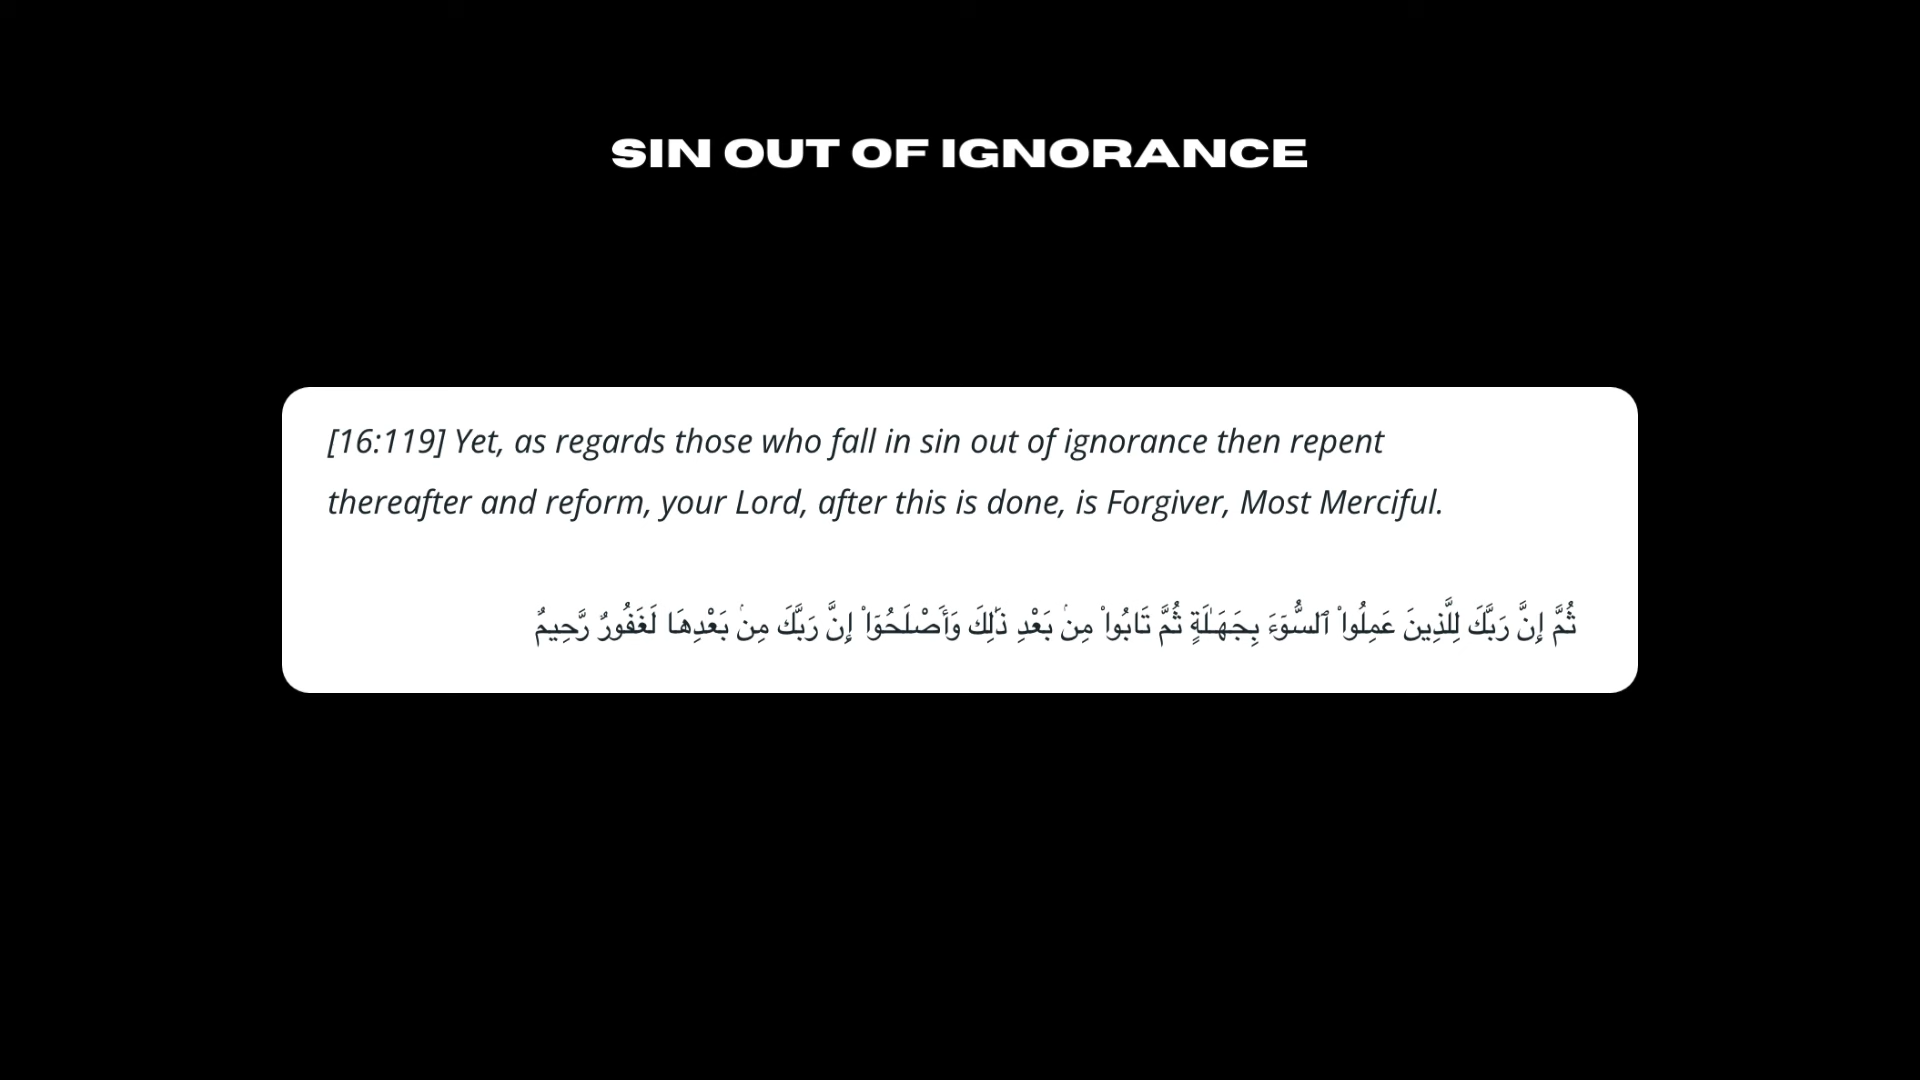 SIN OUT OF IGNORANCE
[16:119] Yet, as regards those who fall in sin out of ignorance then repent
thereafter and reform, your Lord, after this is done, is Forgiver, Most Merciful.
ثُمَّ إِنَّ رَبَّكَ لِلَّذِينَ عَمِلُوا۟ ٱلسُّوٓءَ بِجَهَـٰلَةٍ ثُمَّ تَابُوا۟ مِنۢ بَعْدِ ذَٰلِكَ وَأَصْلَحُوٓا۟ إِنَّ رَبَّكَ مِنۢ بَعْدِهَا لَغَفُورٌ رَّحِيمٌ